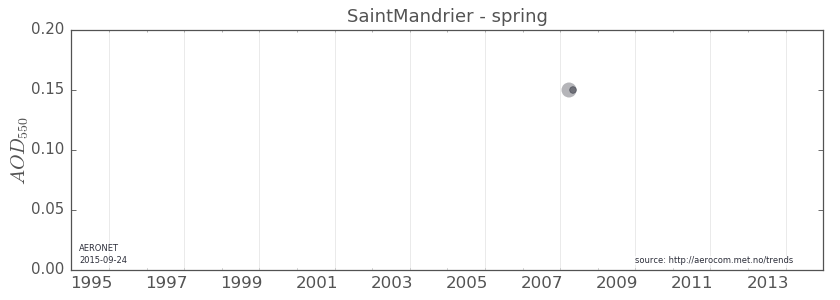 SaintMandrier - spring
0.20
0.15
0.10
0.05
0.00
AOD550
AERONET
2015-09-24
source: http://aerocom.met.no/trends
1995 1997 1999 2001 2003 2005 2007 2009 2011 2013